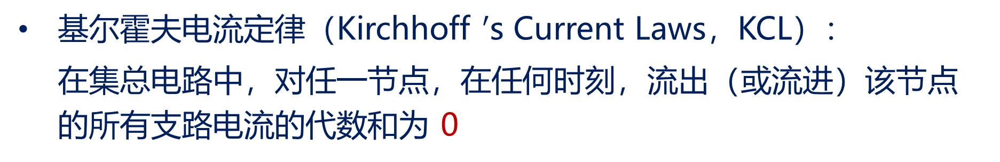 • 基尔霍夫电流定律（Kirchhoff ’s Current Laws，KCL）：
在集总电路中，对任一节点，在任何时刻，流出（或流进）该节点
的所有支路电流的代数和为 0